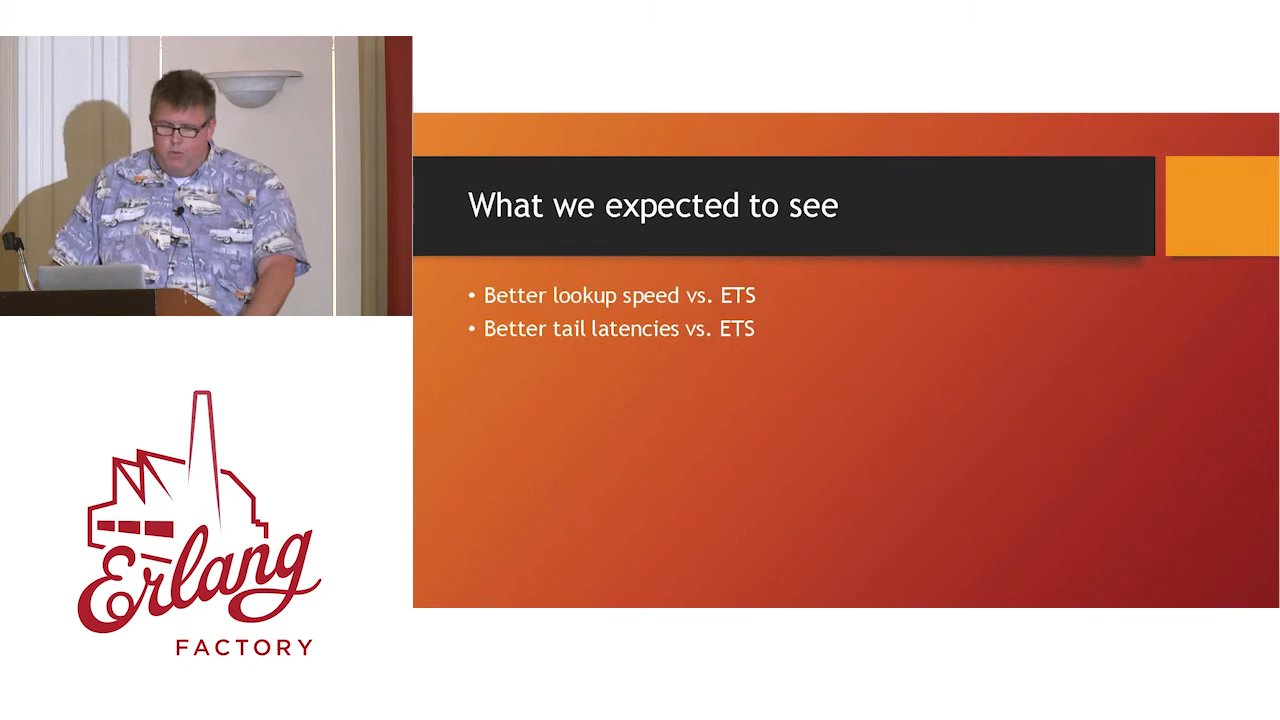 What we expected to see
• Better lookup speed vs. ETS
• Better tail latencies vs. ETS
Erlang
FACTORY